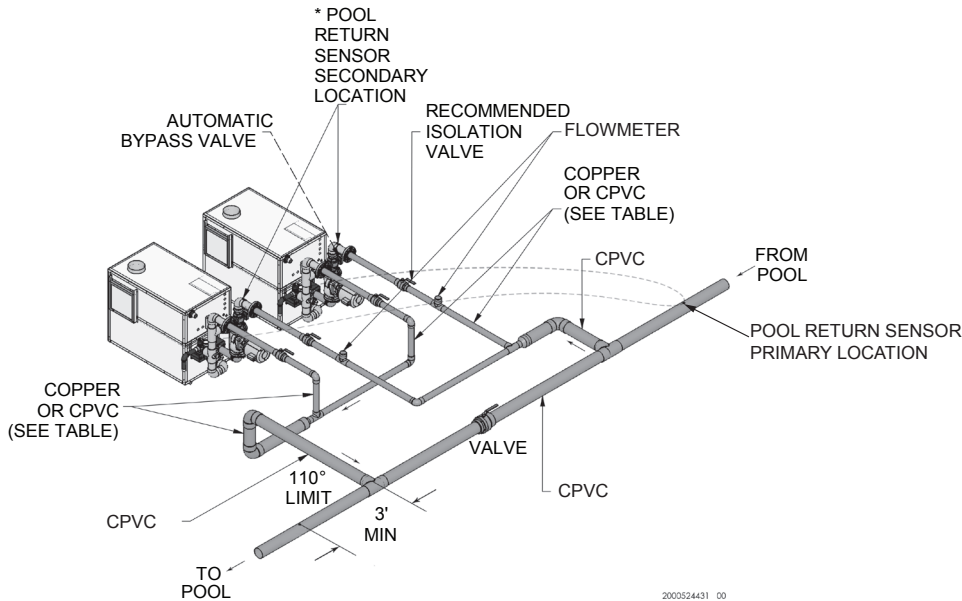 * POOL
RETURN
SENSOR
SECONDARY
LOCATION
AUTOMATIC
BYPASS VALVE
RECOMMENDED
ISOLATION
VALVE
FLOWMETER
COPPER
OR CPVC
(SEE TABLE)
CPVC
FROM
POOL
POOL RETURN SENSOR
PRIMARY LOCATION
COPPER
OR CPVC
(SEE TABLE)
VALVE
CPVC
110°
LIMIT
CPVC
3'
MIN
TO
POOL
2000524431 00